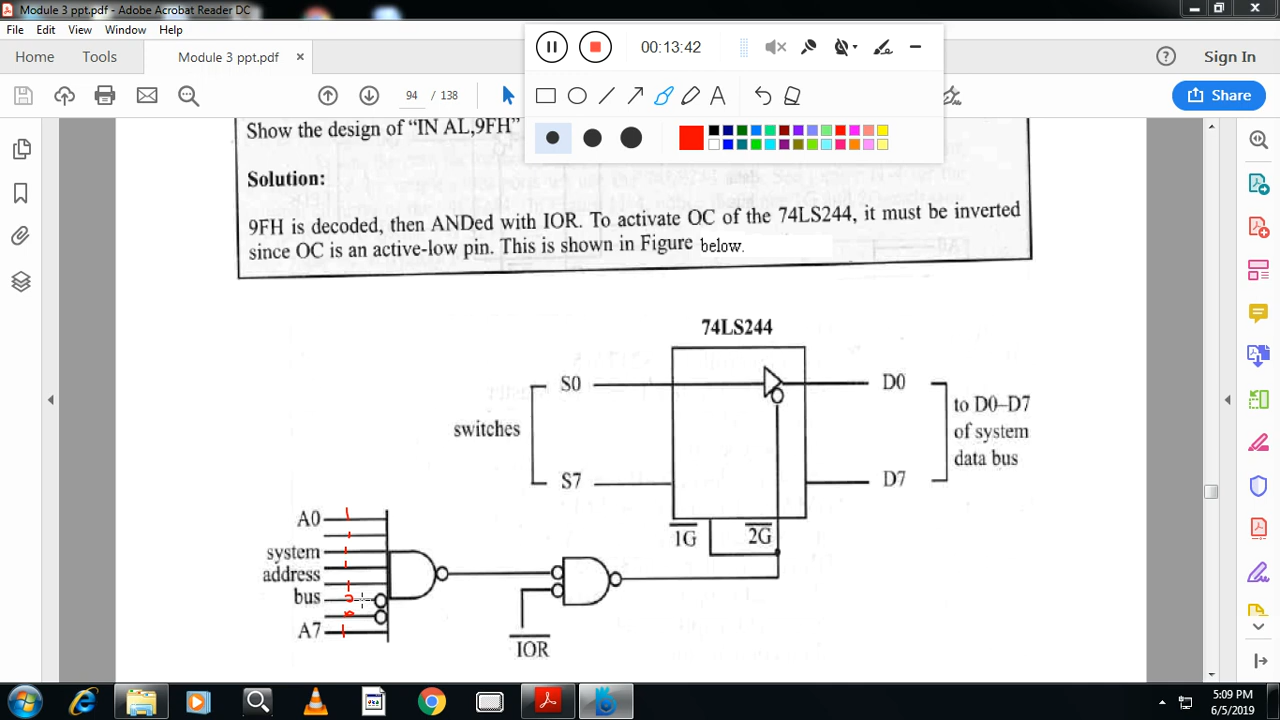 Module 3 ppt.pdf - Adobe Acrobat Reader DC
File Edit View Window Help
00:13:42
Home Tools Module 3 ppt.pdf × Sign In
94 / 138
Share
Show the design of "IN AL,9FH"
Solution:
9FH is decoded, then ANDed with IOR. To activate OC of the 74LS244, it must be inverted
since OC is an active-low pin. This is shown in Figure below.
74LS244
S0
D0
switches
to D0–D7
of system
data bus
S7
D7
A0
1G
2G
system
address
bus
A7
IOR
5:09 PM
6/5/2019